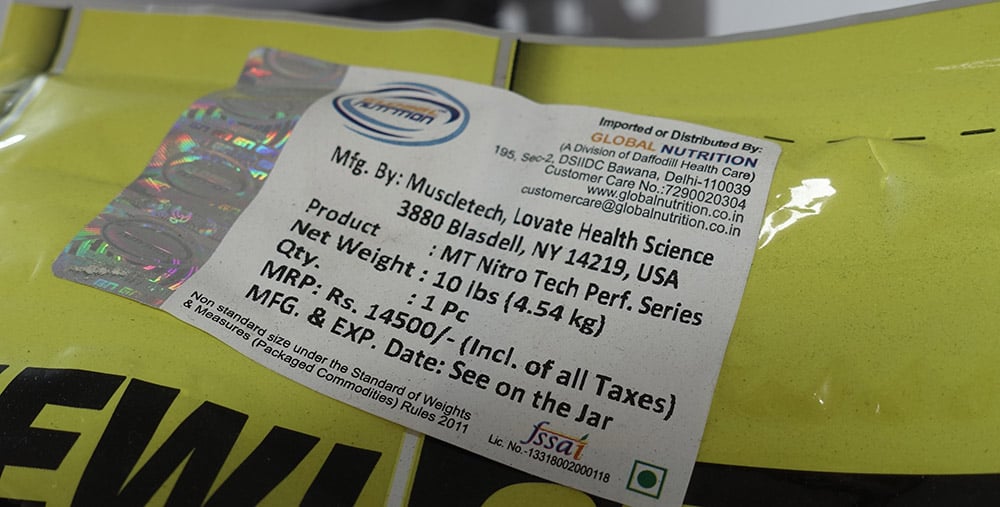 GLOBAL
NUTRITION
Imported or Distributed By:
GLOBAL NUTRITION
(A Division of Daffodill Health Care)
195, Sec-2, DSIIDC Bawana, Delhi-110039
Customer Care No.:7290020304
www.globalnutrition.co.in
customercare@globalnutrition.co.in
Mfg. By: Muscletech, Lovate Health Science
3880 Blasdell, NY 14219, USA
Product : MT Nitro Tech Perf. Series
Net Weight : 10 lbs (4.54 kg)
Qty. : 1 Pc
MRP: Rs. 14500/- (Incl. of all Taxes)
MFG. & EXP. Date: See on the Jar
Non standard size under the Standard of Weights
& Measures (Packaged Commodities) Rules 2011
fssai
Lic. No.-13318002000118
EW!